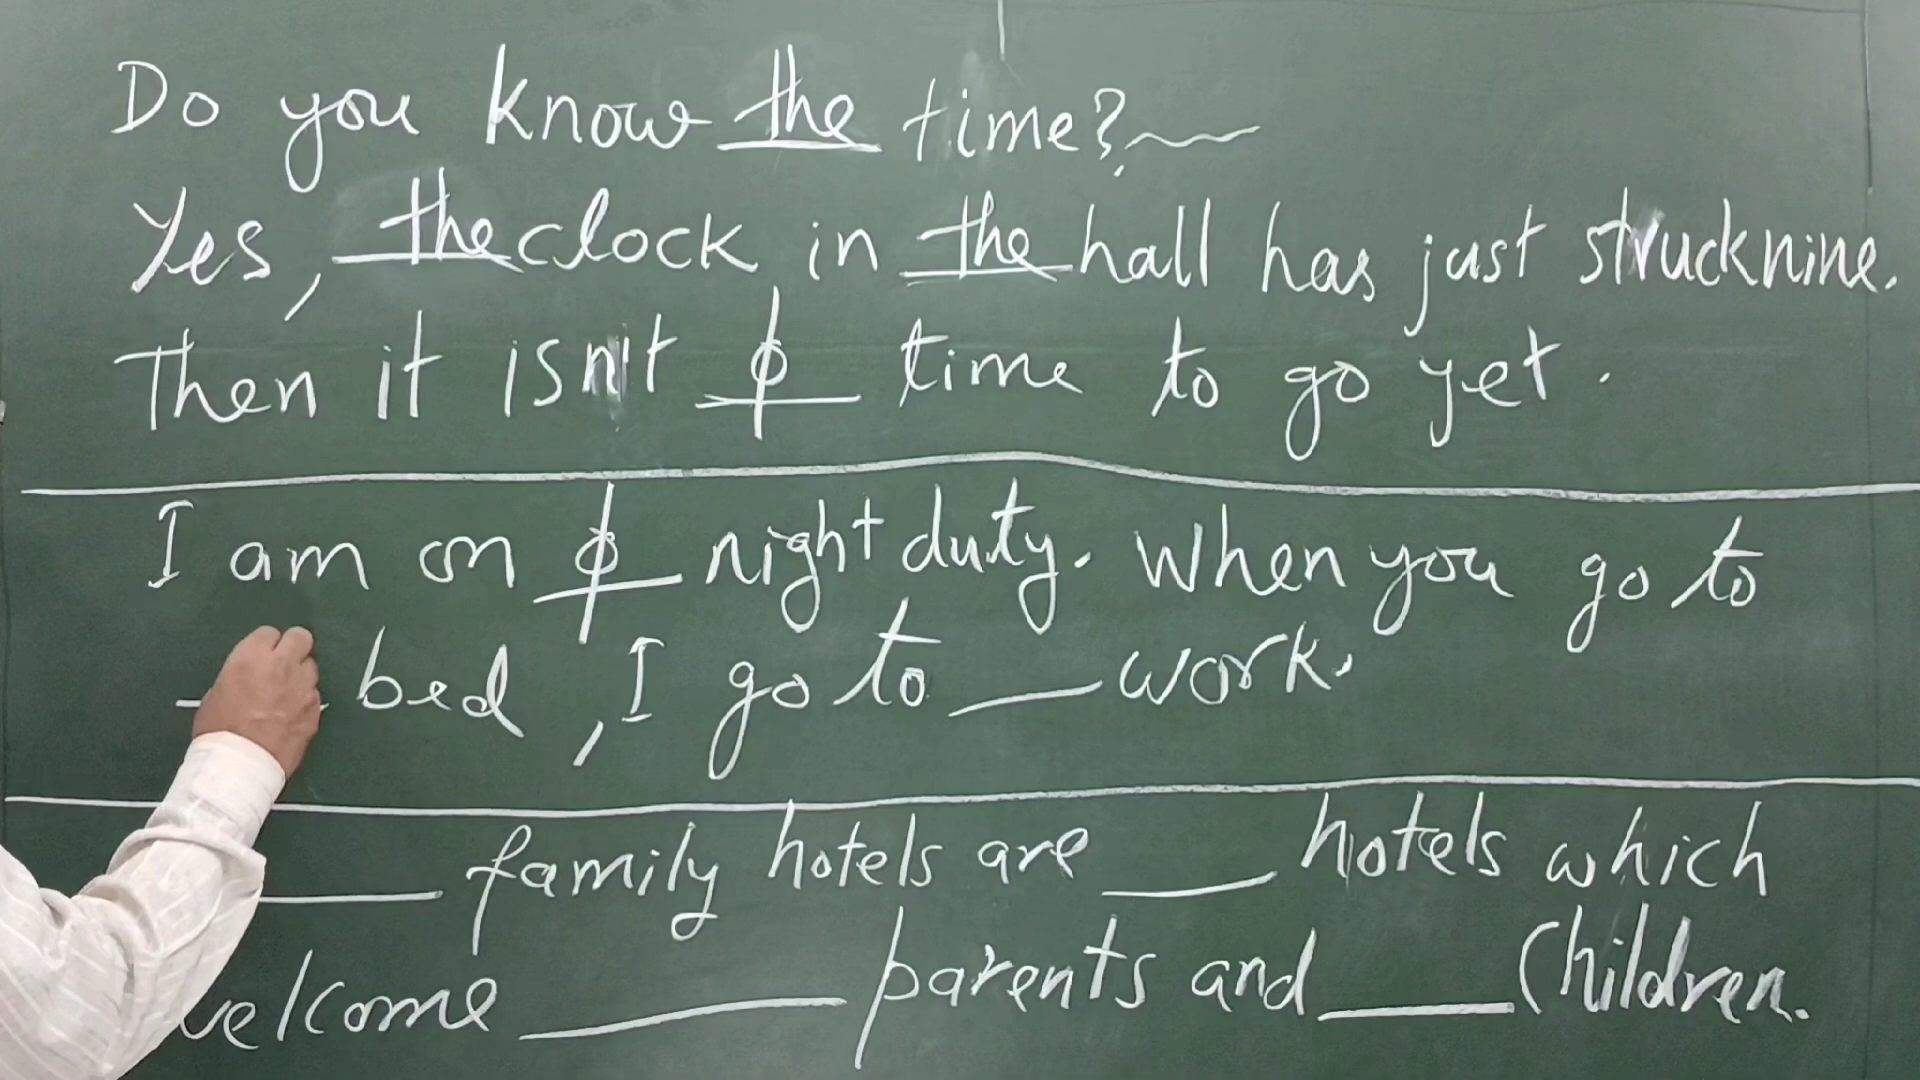 Do you know the time?
Yes, the clock in the hall has just struck nine.
Then it isn't ϕ time to go yet.
I am on ϕ night duty. When you go to
___ bed, I go to ___ work.
___ family hotels are ___ hotels which
welcome ___ parents and ___ children.